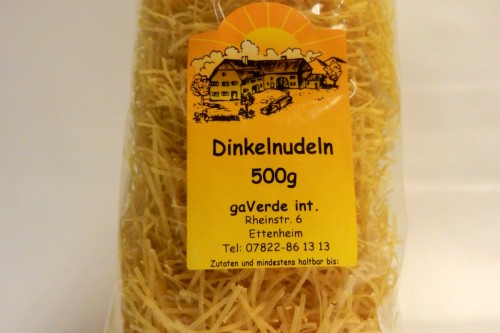 Dinkelnudeln
500g
gaVerde int.
Rheinstr. 6
Ettenheim
Tel: 07822-86 13 13
Zutaten und mindestens haltbar bis: